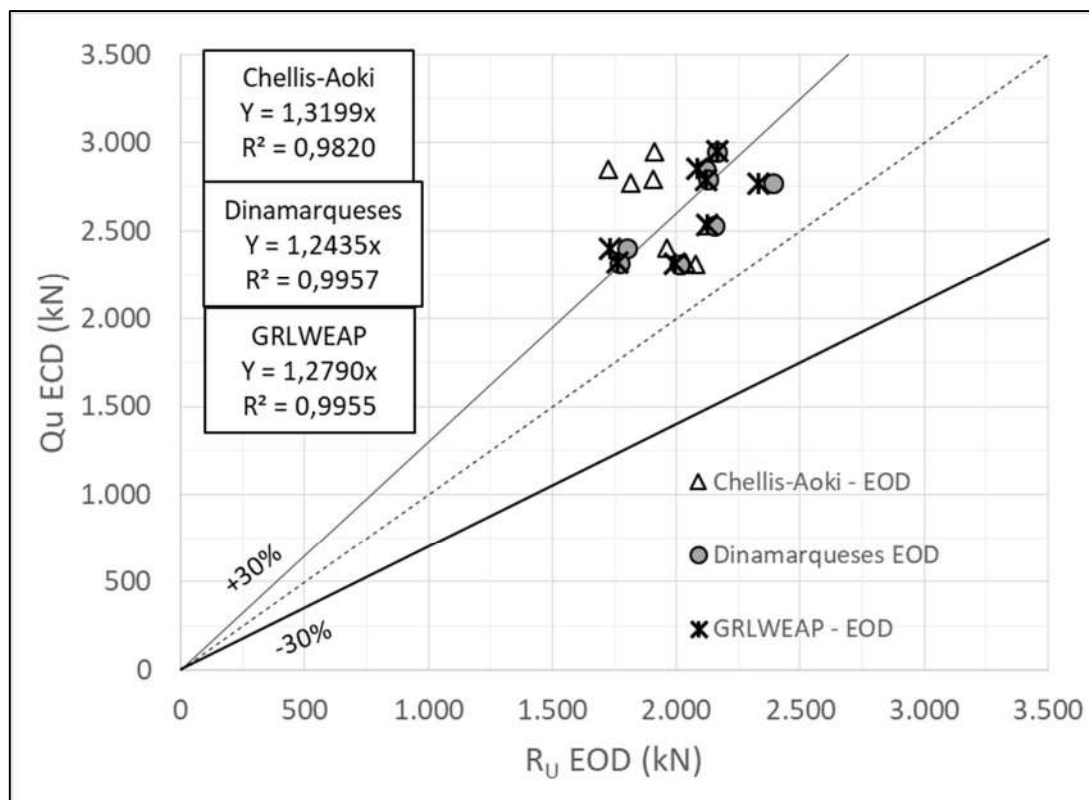 3.500
3.000
2.500
2.000
1.500
1.000
500
0
Qu ECD (kN)
Chellis-Aoki
Y = 1,3199x
R² = 0,9820
Dinamarqueses
Y = 1,2435x
R² = 0,9957
GRLWEAP
Y = 1,2790x
R² = 0,9955
+30%
-30%
Chellis-Aoki - EOD
Dinamarqueses EOD
GRLWEAP - EOD
0 500 1.000 1.500 2.000 2.500 3.000 3.500
R_U EOD (kN)